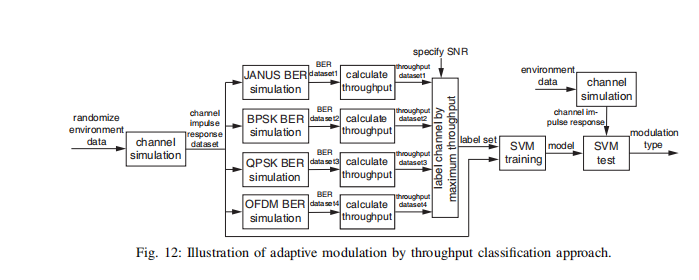 specify SNR
randomize
environment
data
channel
simulation
channel
impulse
response
dataset
JANUS BER
simulation
BER
dataset1
calculate
throughput
throughput
dataset1
BPSK BER
simulation
BER
dataset2
calculate
throughput
throughput
dataset2
QPSK BER
simulation
BER
dataset3
calculate
throughput
throughput
dataset3
OFDM BER
simulation
BER
dataset4
calculate
throughput
throughput
dataset4
label channel by
maximum throughput
label set
SVM
training
model
environment
data
channel
simulation
channel im-
pulse response
SVM
test
modulation
type
Fig. 12: Illustration of adaptive modulation by throughput classification approach.